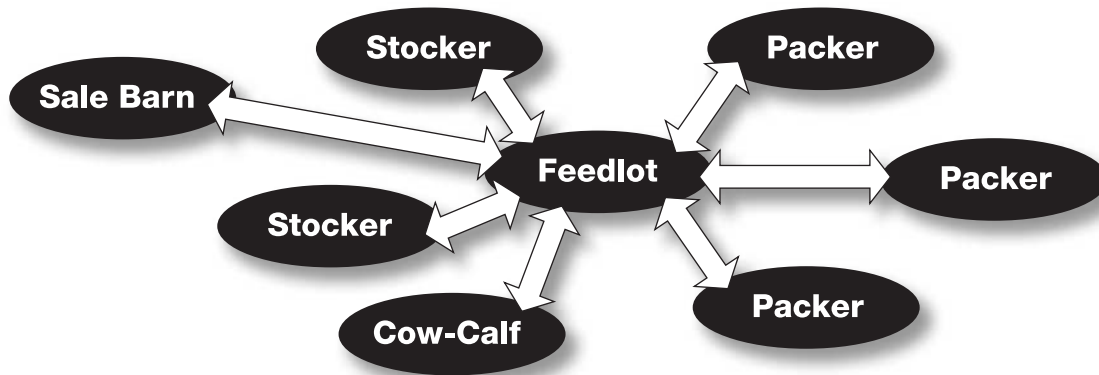 Stocker
Packer
Sale Barn
Feedlot
Packer
Stocker
Packer
Cow-Calf